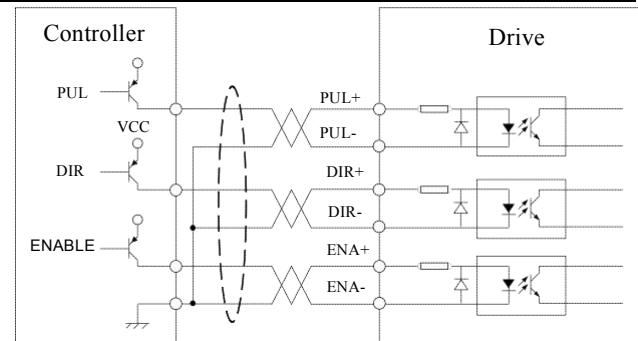 Controller
Drive
PUL
PUL+
VCC
PUL-
DIR
DIR+
DIR-
ENABLE
ENA+
ENA-